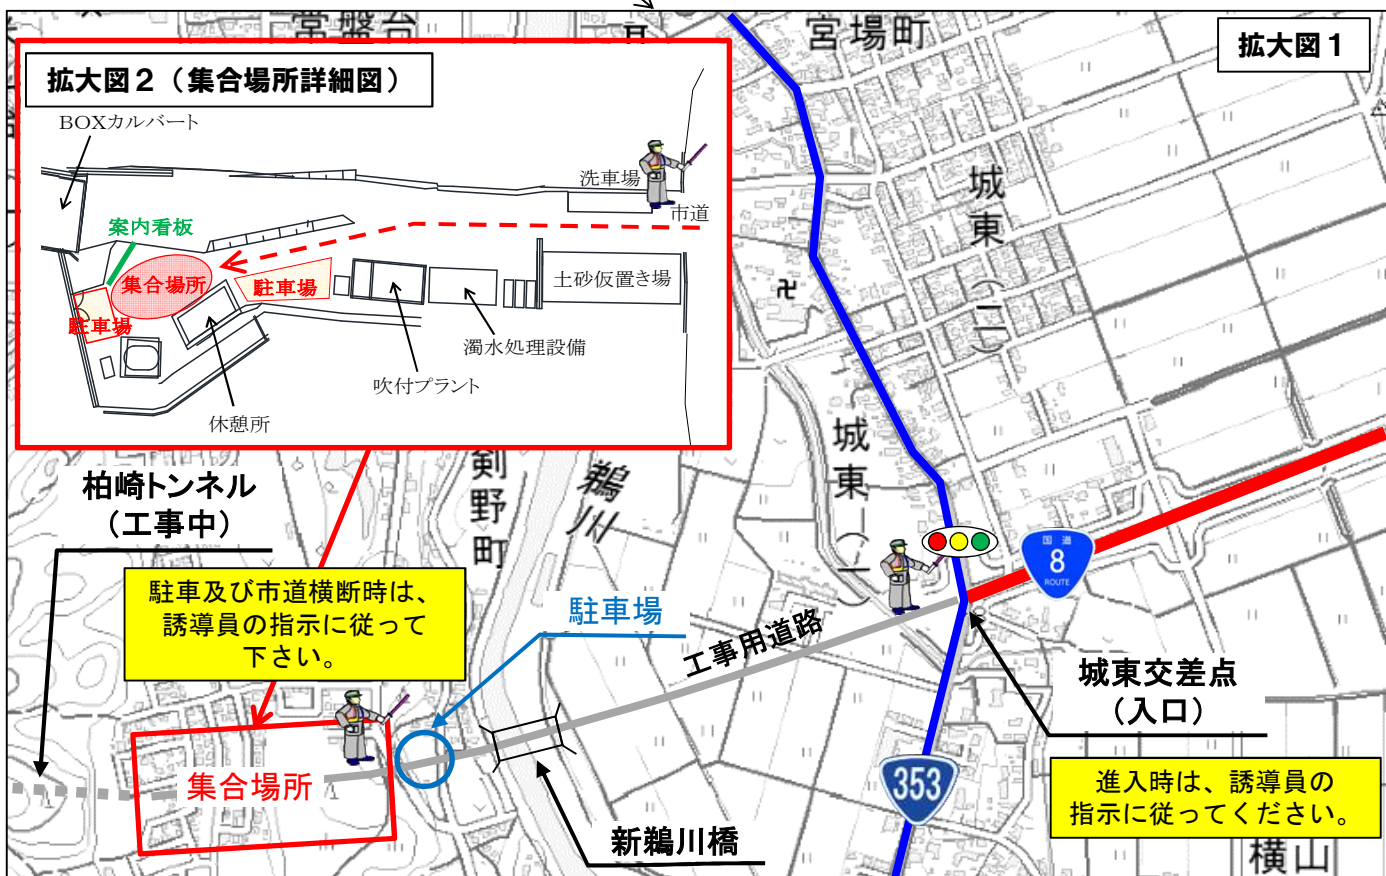 常盤台
宮場町
拡大図1
拡大図2（集合場所詳細図）
BOXカルバート
洗車場
市道
案内看板
集合場所
駐車場
駐車場
土砂仮置き場
濁水処理設備
吹付プラント
休憩所
城東（二）
城東（一）
剣野町
鵜川
柏崎トンネル
（工事中）
駐車及び市道横断時は、
誘導員の指示に従って
下さい。
駐車場
工事用道路
国道
8
ROUTE
城東交差点
（入口）
353
進入時は、誘導員の
指示に従ってください。
集合場所
新鵜川橋
横山